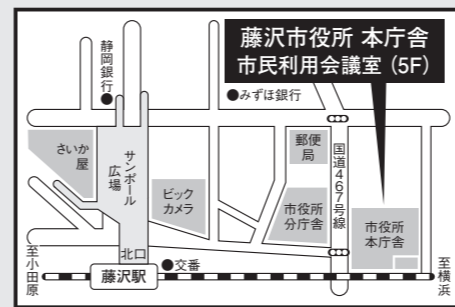 藤沢市役所 本庁舎
市民利用会議室（5F）
静岡銀行
●みずほ銀行
さいか
屋
サンパール
広場
ビック
カメラ
郵便
局
国道467号線
市役所
分庁舎
市役所
本庁舎
北口
●交番
至小田原
藤沢駅
至横浜